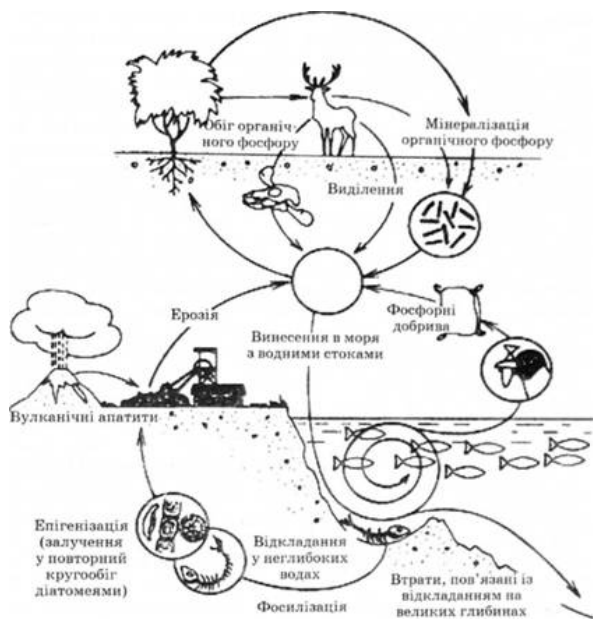 Обіг органіч-
ного фосфору
Мінералізація
органічного фосфору
Виділення
Ерозія
Фосфорні
добрива
Винесення в моря
з водними стоками
Вулканічні апатити
Епігенізація
(залучення
у повторний
кругообіг
діатомеями)
Відкладання
у неглибоких
водах
Фосилізація
Втрати, пов'язані із
відкладанням на
великих глибинах